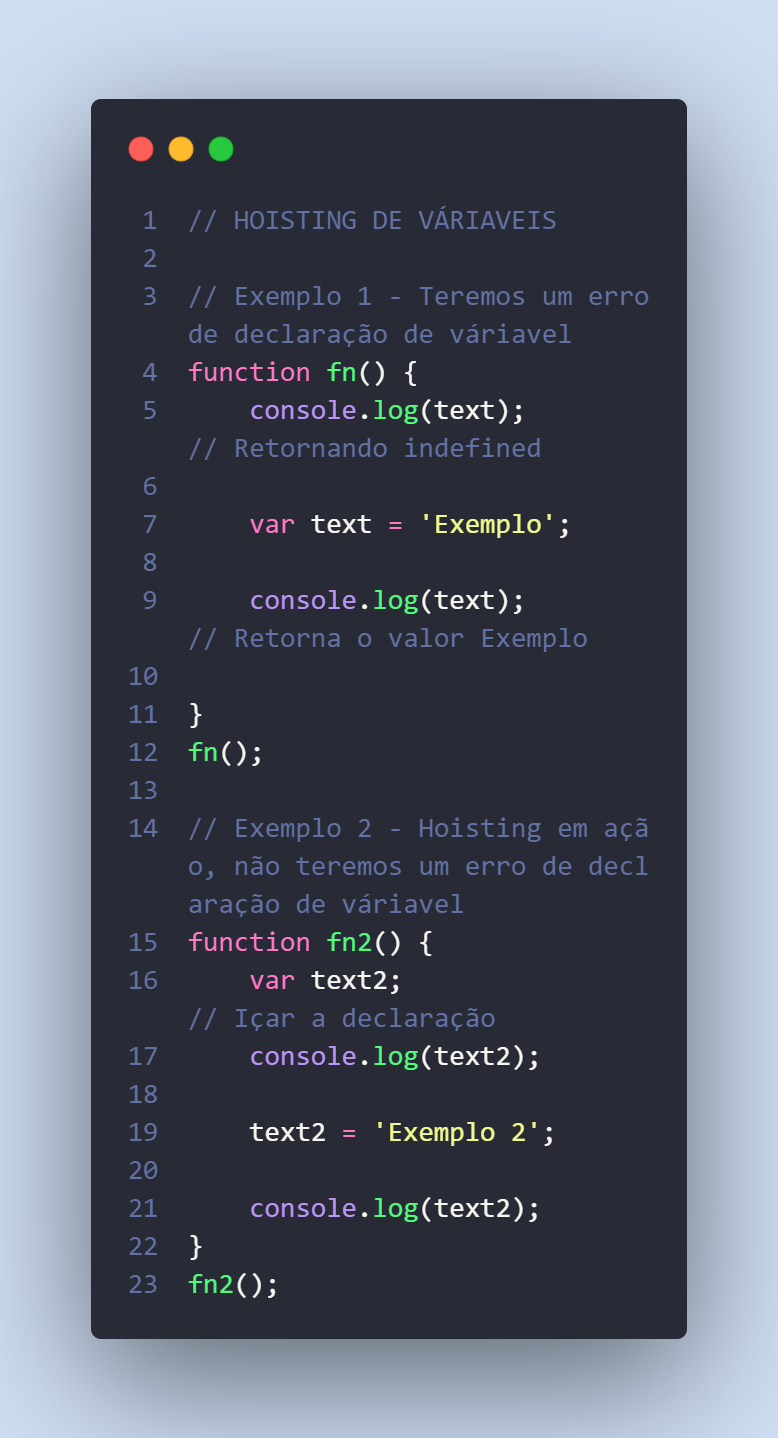 1 // HOISTING DE VÁRIAVEIS
2
3 // Exemplo 1 - Teremos um erro
de declaração de váriavel
4 function fn() {
5     console.log(text);
// Retornando indefined
6
7     var text = 'Exemplo';
8
9     console.log(text);
// Retorna o valor Exemplo
10
11 }
12 fn();
13
14 // Exemplo 2 - Hoisting em açã
o, não teremos um erro de decl
aração de váriavel
15 function fn2() {
16     var text2;
// Içar a declaração
17     console.log(text2);
18
19     text2 = 'Exemplo 2';
20
21     console.log(text2);
22 }
23 fn2();